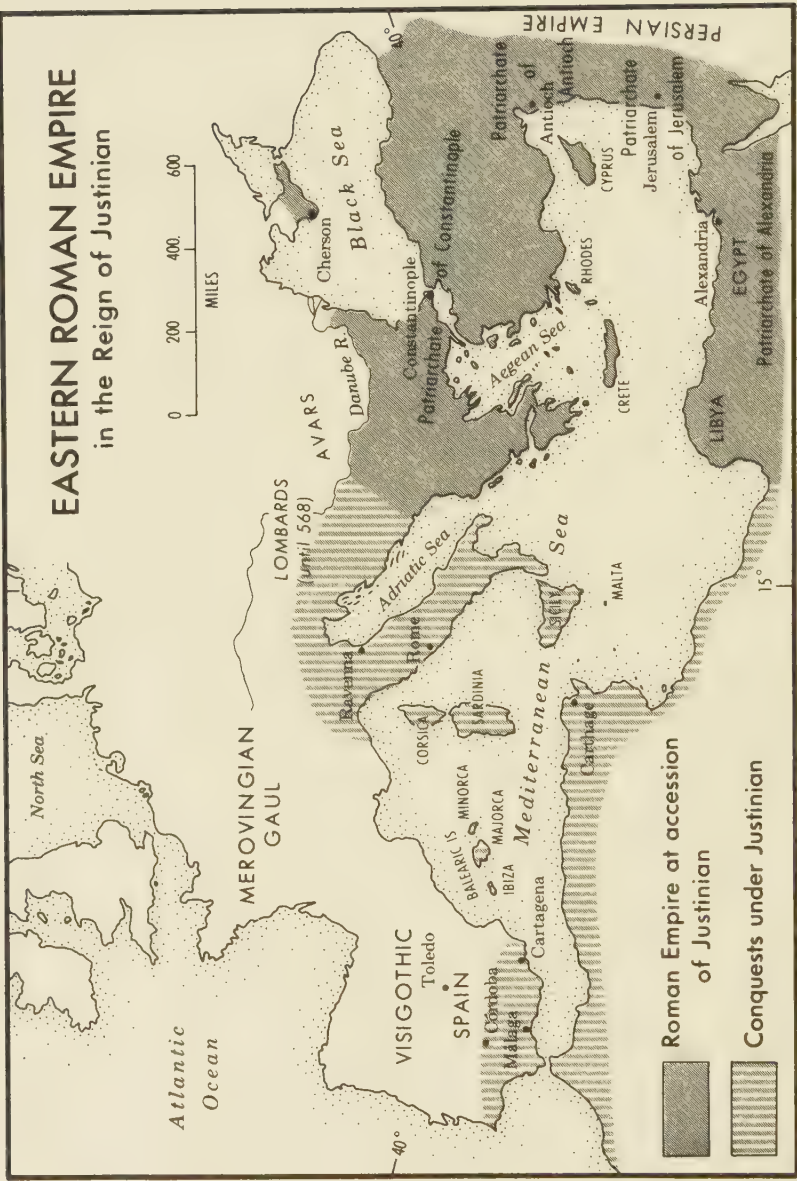 EASTERN ROMAN EMPIRE
in the Reign of Justinian
0 200 400. 600
MILES
North Sea
Atlantic
Ocean
MEROVINGIAN
GAUL
LOMBARDS
(until 568)
AVARS
Danube R.
Cherson
Black Sea
40°
PERSIAN EMPIRE
VISIGOTHIC
Toledo
SPAIN
Córdoba
Málaga
Cartagena
BALEARIC IS
MINORCA
MAJORCA
IBIZA
CORSICA
SARDINIA
Ravenna
Rome
Adriatic Sea
SICILY
MALTA
Mediterranean
Sea
Carthage
Constantinople
Patriarchate of Constantinople
Aegean Sea
RHODES
CRETE
CYPRUS
Patriarchate
of
Antioch
Antioch
Patriarchate
Jerusalem
of Jerusalem
Alexandria
EGYPT
Patriarchate of Alexandria
LIBYA
40°
15°
Roman Empire at accession
of Justinian
Conquests under Justinian